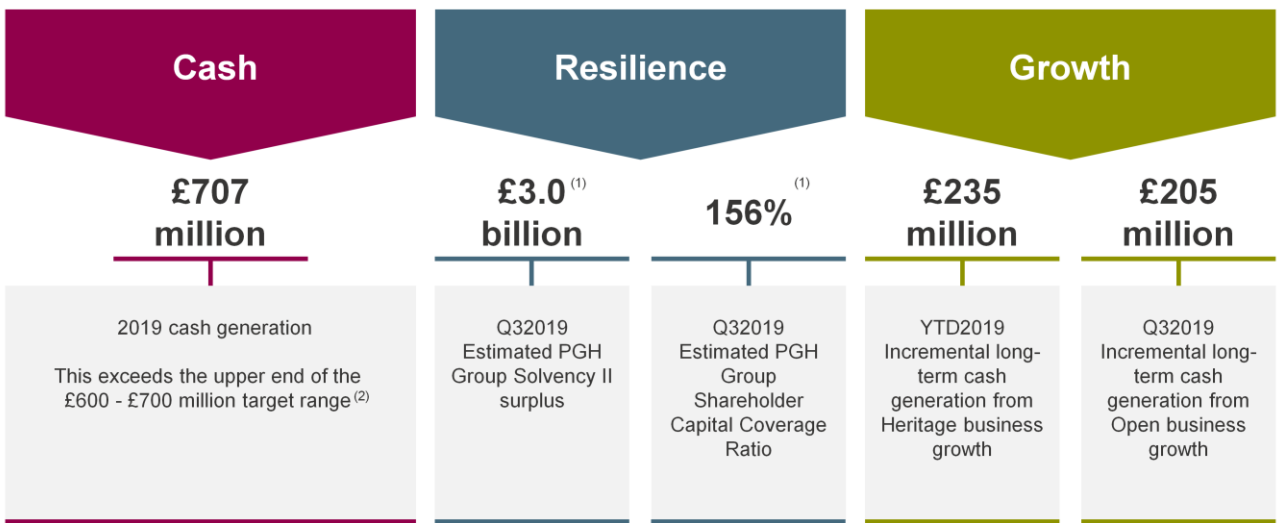 Cash
£707
million
2019 cash generation
This exceeds the upper end of the
£600 - £700 million target range (2)
Resilience
£3.0 (1)
billion
Q32019
Estimated PGH
Group Solvency II
surplus
156% (1)
Q32019
Estimated PGH
Group
Shareholder
Capital Coverage
Ratio
Growth
£235
million
YTD2019
Incremental long-
term cash
generation from
Heritage business
growth
£205
million
Q32019
Incremental long-
term cash
generation from
Open business
growth